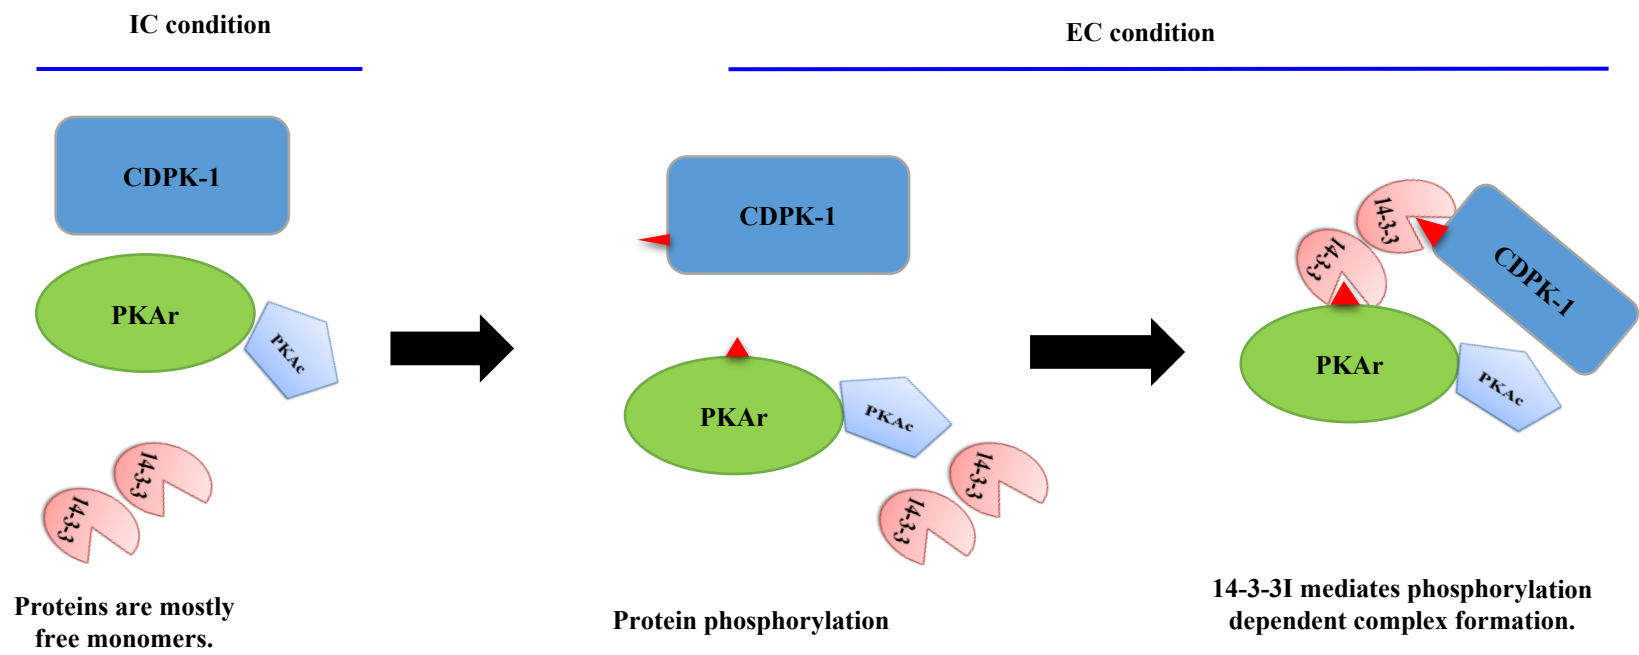 IC condition
EC condition
CDPK-1
PKAr
PKAc
14-3-3
14-3-3
Proteins are mostly
free monomers.
CDPK-1
PKAr
PKAc
14-3-3
14-3-3
Protein phosphorylation
14-3-3
14-3-3
CDPK-1
PKAr
PKAc
14-3-3I mediates phosphorylation
dependent complex formation.